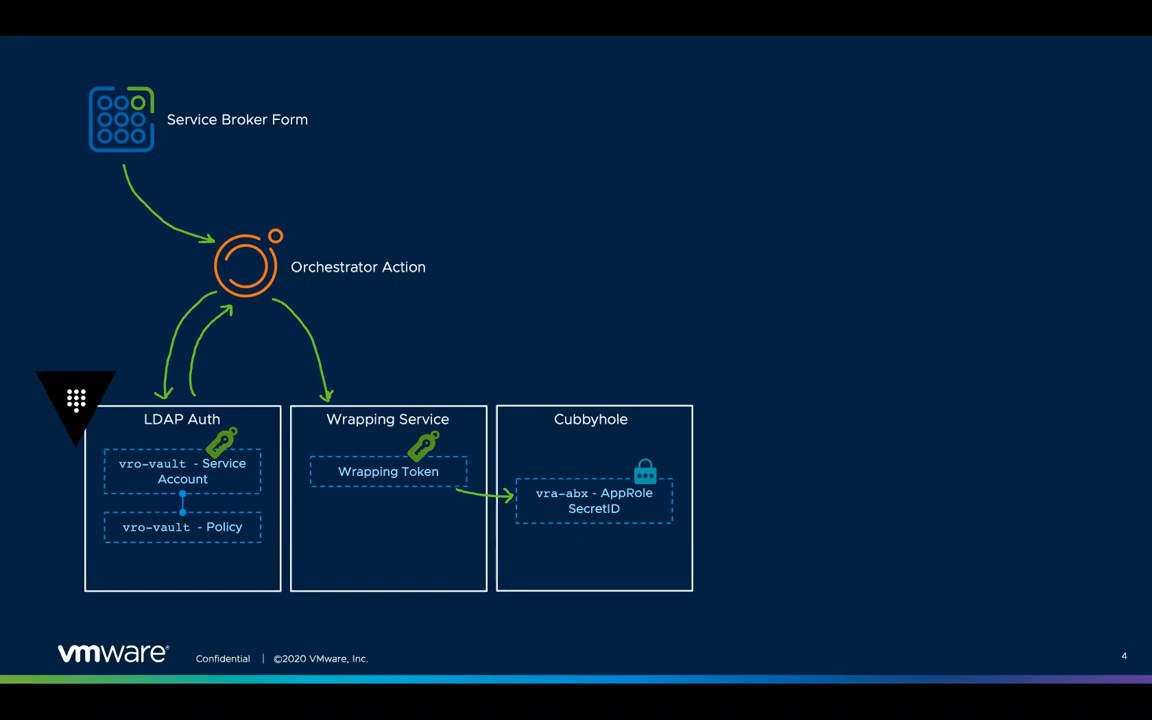 Service Broker Form
Orchestrator Action
LDAP Auth
vro-vault - Service
Account
vro-vault - Policy
Wrapping Service
Wrapping Token
Cubbyhole
vra-abx - AppRole
SecretID
vmware®
Confidential | ©2020 VMware, Inc.
4